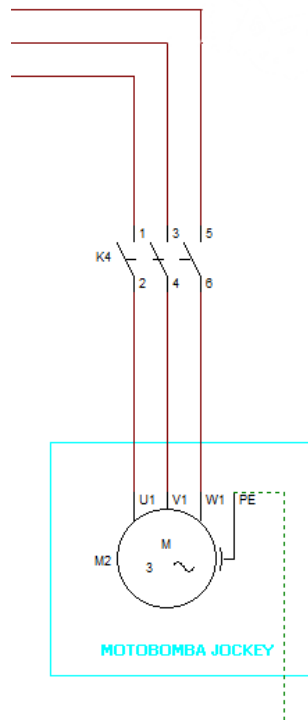 1 3 5
K4
2 4 6
U1 V1 W1 PE
M
M2
3
MOTOBOMBA JOCKEY